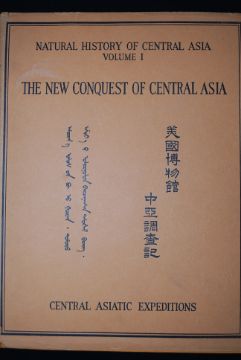 NATURAL HISTORY OF CENTRAL ASIA
VOLUME I
THE NEW CONQUEST OF CENTRAL ASIA
美國博物館
中亞調查記
CENTRAL ASIATIC EXPEDITIONS